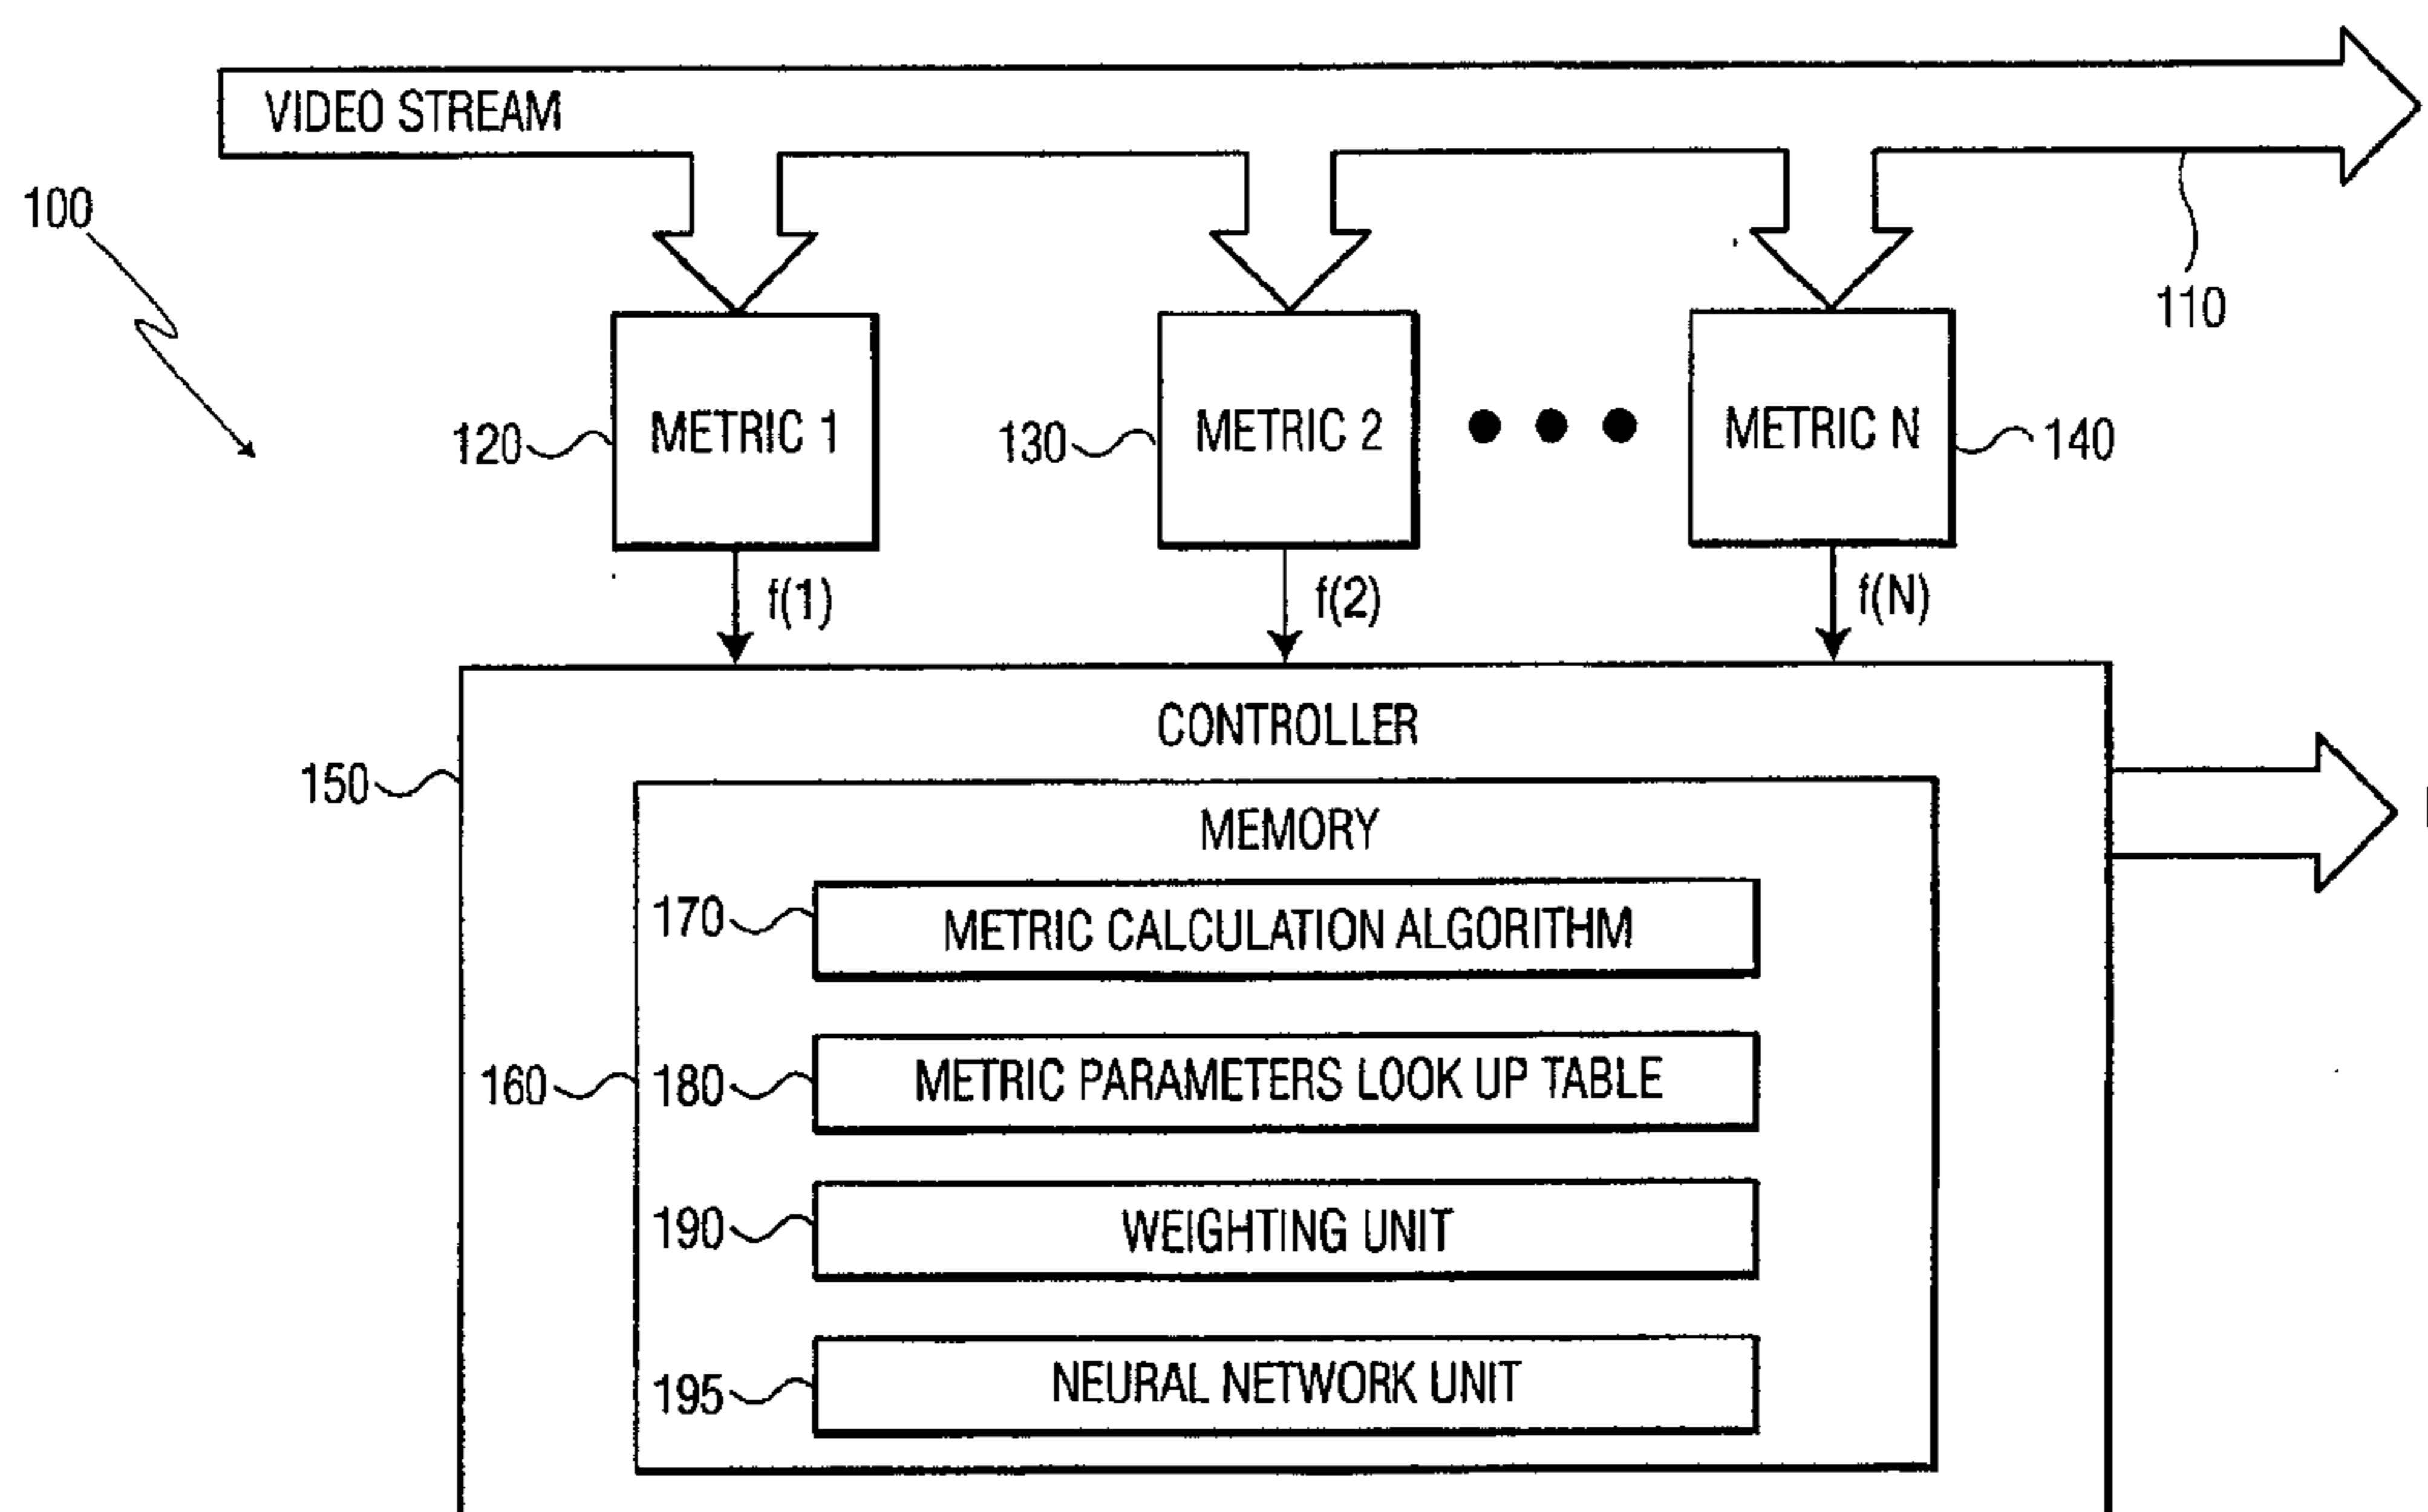 VIDEO STREAM
100
110
120
METRIC 1
130
METRIC 2
METRIC N
140
f(1)
f(2)
f(N)
CONTROLLER
150
MEMORY
170
METRIC CALCULATION ALGORITHM
160
180
METRIC PARAMETERS LOOK UP TABLE
190
WEIGHTING UNIT
195
NEURAL NETWORK UNIT